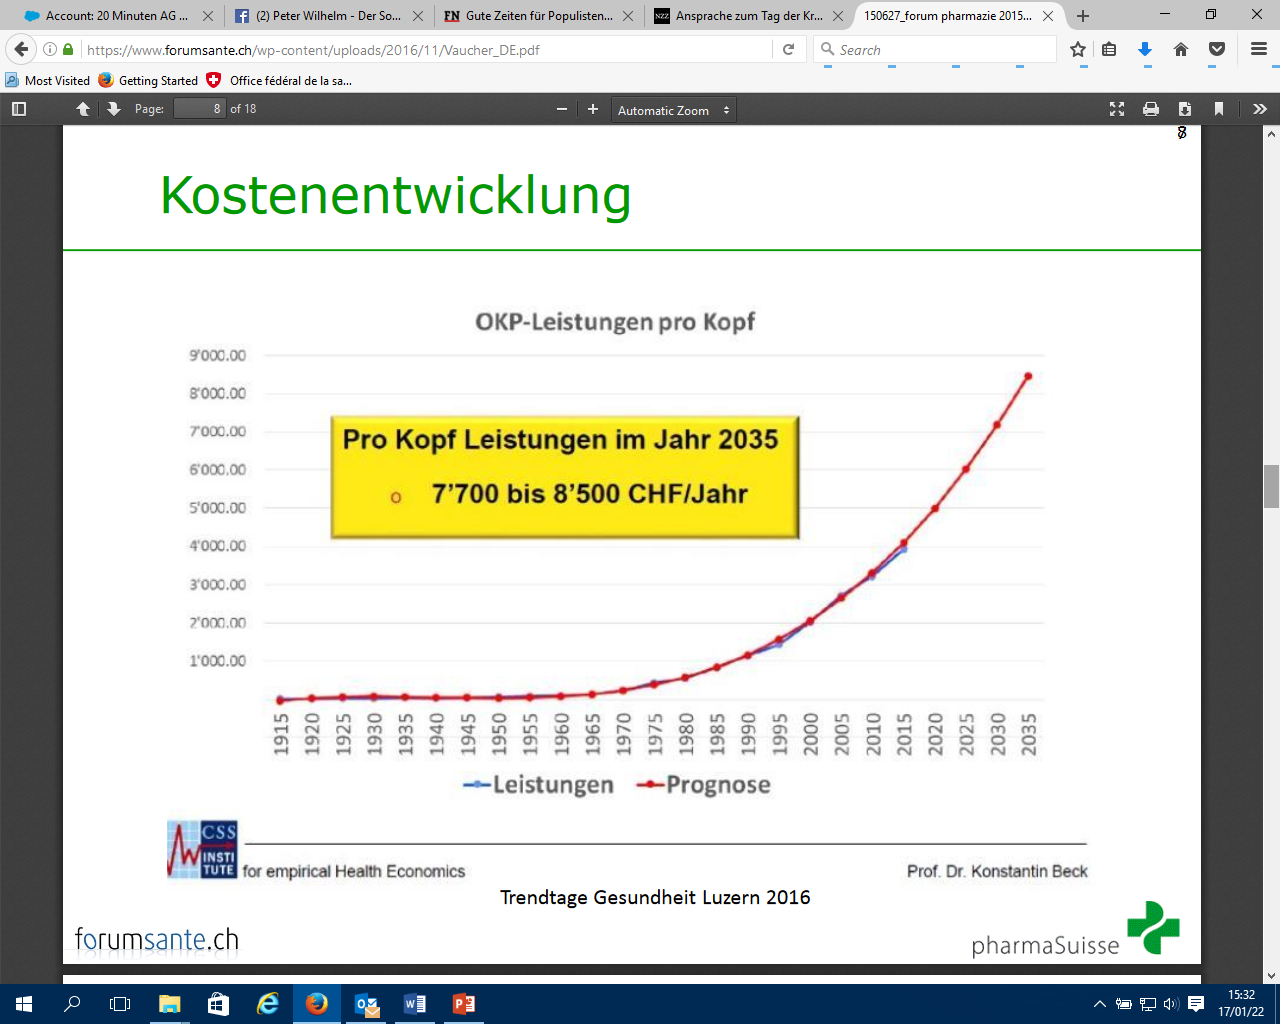 Account: 20 Minuten AG ...
(2) Peter Wilhelm - Der So...
FN Gute Zeiten für Populisten...
NZZ Ansprache zum Tag der Kr...
150627_forum pharmazie 2015...
https://www.forumsante.ch/wp-content/uploads/2016/11/Vaucher_DE.pdf
Search
Most Visited
Getting Started
Office fédéral de la sa...
Page: 8 of 18
Automatic Zoom
8
Kostenentwicklung
OKP-Leistungen pro Kopf
9'000.00
8'000.00
7'000.00
6'000.00
5'000.00
4'000.00
3'000.00
2'000.00
1'000.00
Pro Kopf Leistungen im Jahr 2035
o 7'700 bis 8'500 CHF/Jahr
1915 1920 1925 1930 1935 1940 1945 1950 1955 1960 1965 1970 1975 1980 1985 1990 1995 2000 2005 2010 2015 2020 2025 2030 2035
Leistungen Prognose
CSS
INSTI
TUTE
for empirical Health Economics
Prof. Dr. Konstantin Beck
Trendtage Gesundheit Luzern 2016
forumsante.ch
pharmaSuisse
15:32
17/01/22